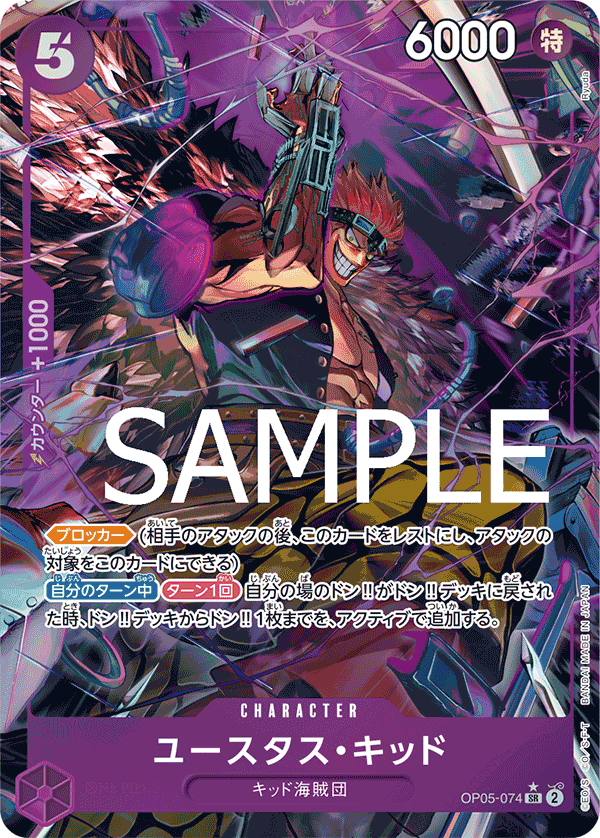 5
6000
特
Ryuda
カウンター +1000
SAMPLE
ブロッカー (相手のアタックの後、このカードをレストにし、アタックの
対象をこのカードにできる)
自分のターン中 ターン1回 自分の場のドン!!がドン!!デッキに戻され
た時、ドン!!デッキからドン!!1枚までを、アクティブで追加する。
BANDAI MADE IN JAPAN
CHARACTER
ユースタス・キッド
キッド海賊団
OP05-074 SR 2